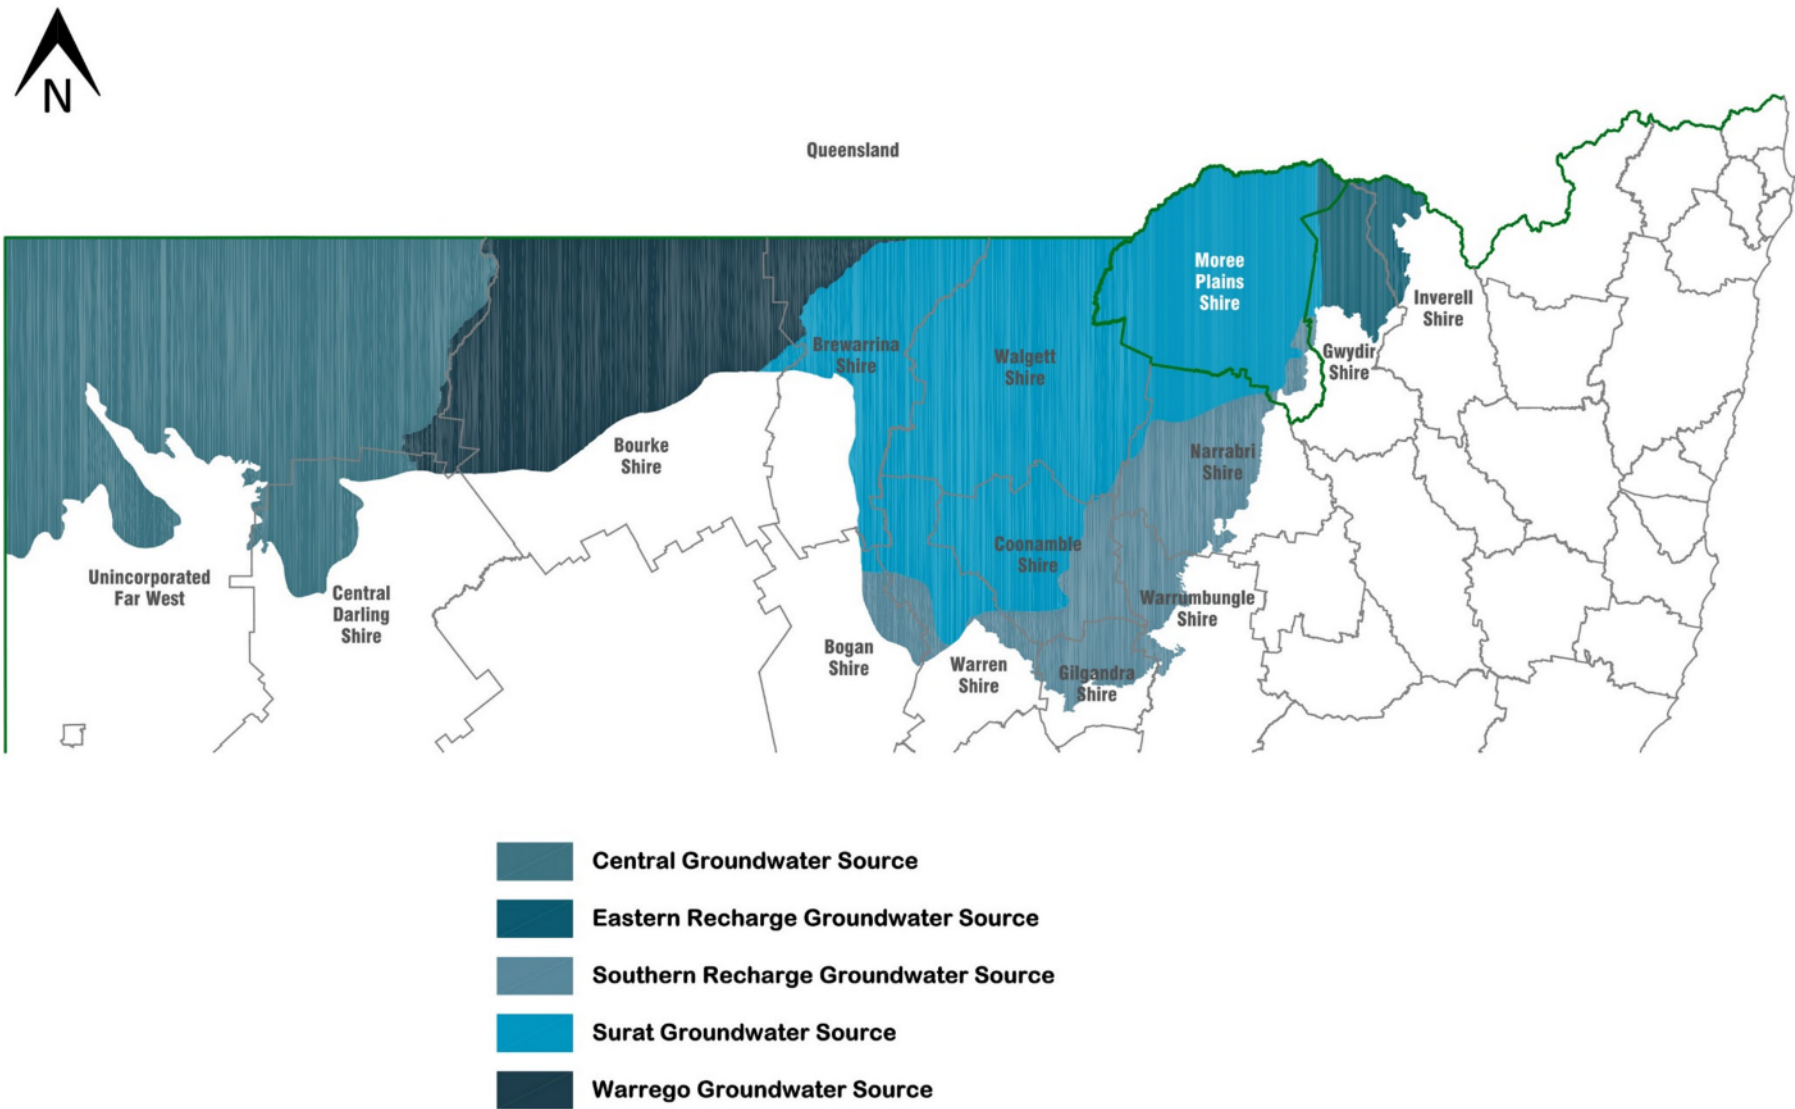 N
Queensland
Moree
Plains
Shire
Inverell
Shire
Brewarrina
Shire
Walgett
Shire
Gwydir
Shire
Bourke
Shire
Narrabri
Shire
Coonamble
Shire
Unincorporated
Far West
Central
Darling
Shire
Warrumbungle
Shire
Bogan
Shire
Warren
Shire
Gilgandra
Shire
Central Groundwater Source
Eastern Recharge Groundwater Source
Southern Recharge Groundwater Source
Surat Groundwater Source
Warrego Groundwater Source